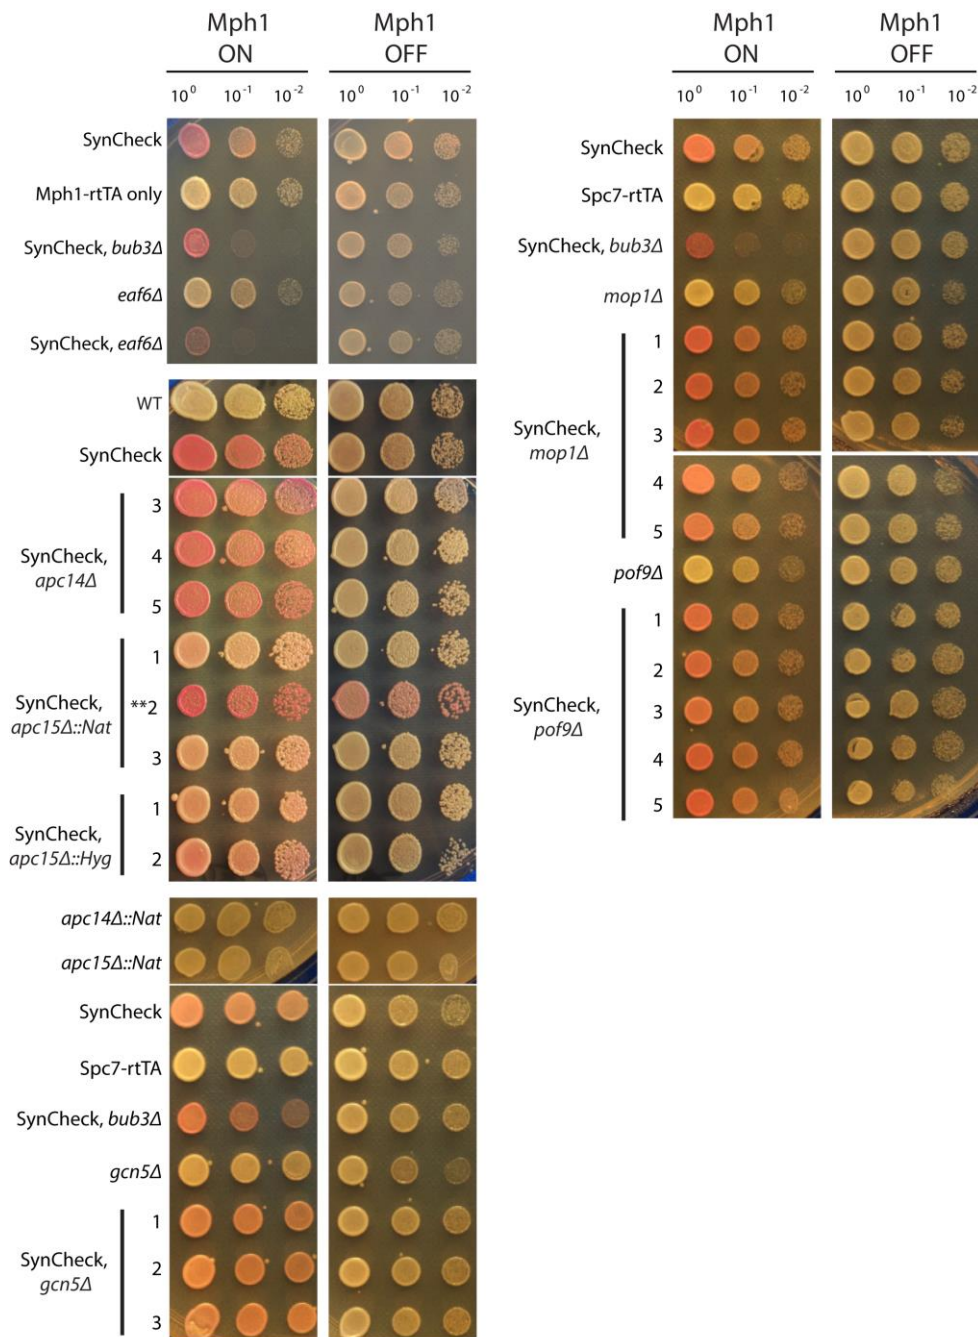 Mph1
ON
Mph1
OFF
10⁰ 10⁻¹ 10⁻²
10⁰ 10⁻¹ 10⁻²
SynCheck
Mph1-rtTA only
SynCheck, bub3Δ
eaf6Δ
SynCheck, eaf6Δ
WT
SynCheck
3
SynCheck,
apc14Δ
4
5
1
SynCheck,
apc15Δ::Nat
**2
3
1
SynCheck,
apc15Δ::Hyg
2
apc14Δ::Nat
apc15Δ::Nat
SynCheck
Spc7-rtTA
SynCheck, bub3Δ
gcn5Δ
1
SynCheck,
gcn5Δ
2
3
Mph1
ON
Mph1
OFF
10⁰ 10⁻¹ 10⁻²
10⁰ 10⁻¹ 10⁻²
SynCheck
Spc7-rtTA
SynCheck, bub3Δ
mop1Δ
1
2
SynCheck,
mop1Δ
3
4
5
pof9Δ
1
2
SynCheck,
pof9Δ
3
4
5